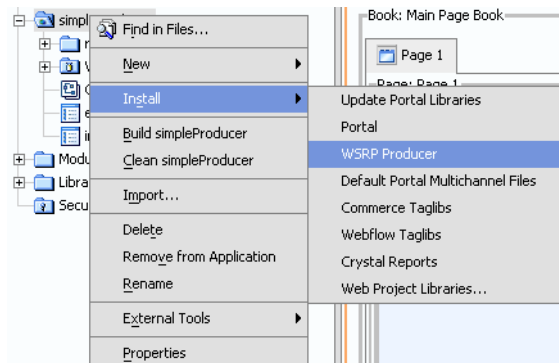 simpl
Find in Files...
New
Install
Build simpleProducer
Clean simpleProducer
Import...
Delete
Remove from Application
Rename
External Tools
Properties
Modu
Libra
Secu
Update Portal Libraries
Portal
WSRP Producer
Default Portal Multichannel Files
Commerce Taglibs
Webflow Taglibs
Crystal Reports
Web Project Libraries...
Book: Main Page Book
Page 1
Page: Page 1